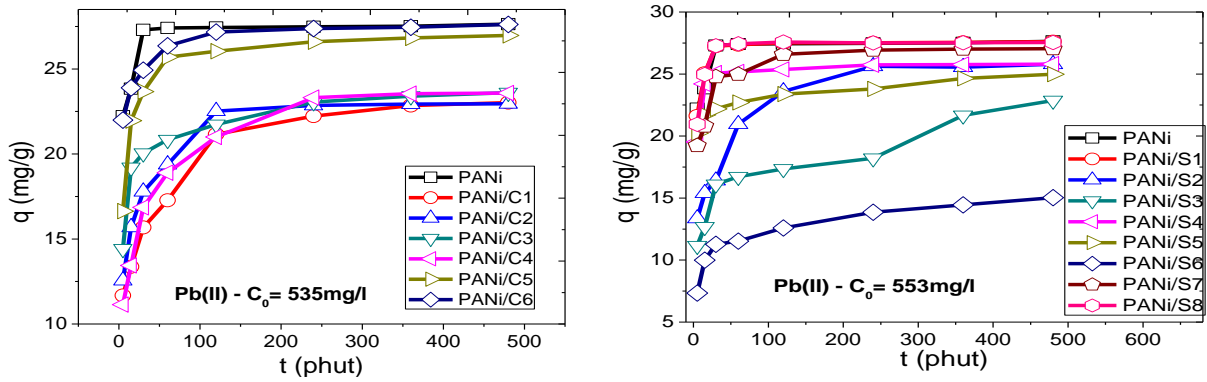 30
25
20
15
10
q (mg/g)
PANi
PANi/C1
PANi/C2
PANi/C3
PANi/C4
PANi/C5
PANi/C6
Pb(II) - C₀= 535mg/l
0 100 200 300 400 500
t (phut)
30
25
20
15
10
5
q (mg/g)
PANi
PANi/S1
PANi/S2
PANi/S3
PANi/S4
PANi/S5
PANi/S6
PANi/S7
PANi/S8
Pb(II) - C₀= 553mg/l
0 100 200 300 400 500 600
t (phut)